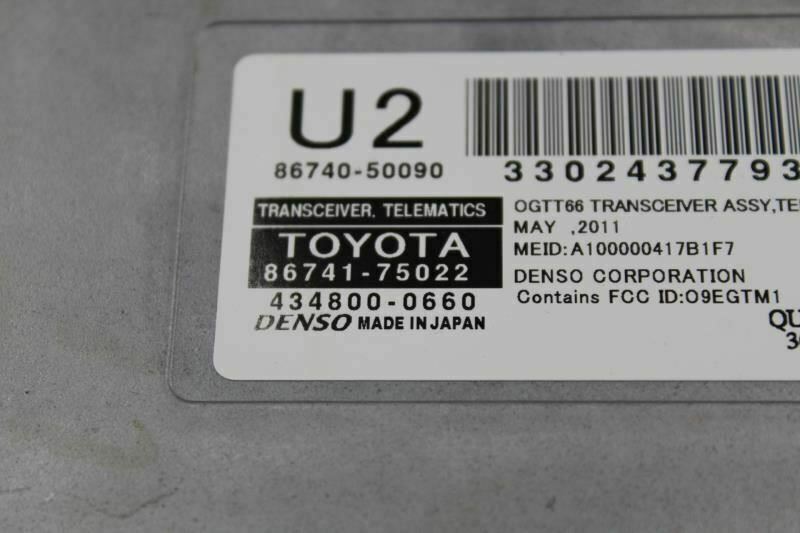 U2
86740-50090
3302437793
TRANSCEIVER, TELEMATICS
TOYOTA
86741-75022
434800-0660
DENSO MADE IN JAPAN
OGTT66 TRANSCEIVER ASSY,TE
MAY ,2011
MEID:A100000417B1F7
DENSO CORPORATION
Contains FCC ID:O9EGTM1
QU